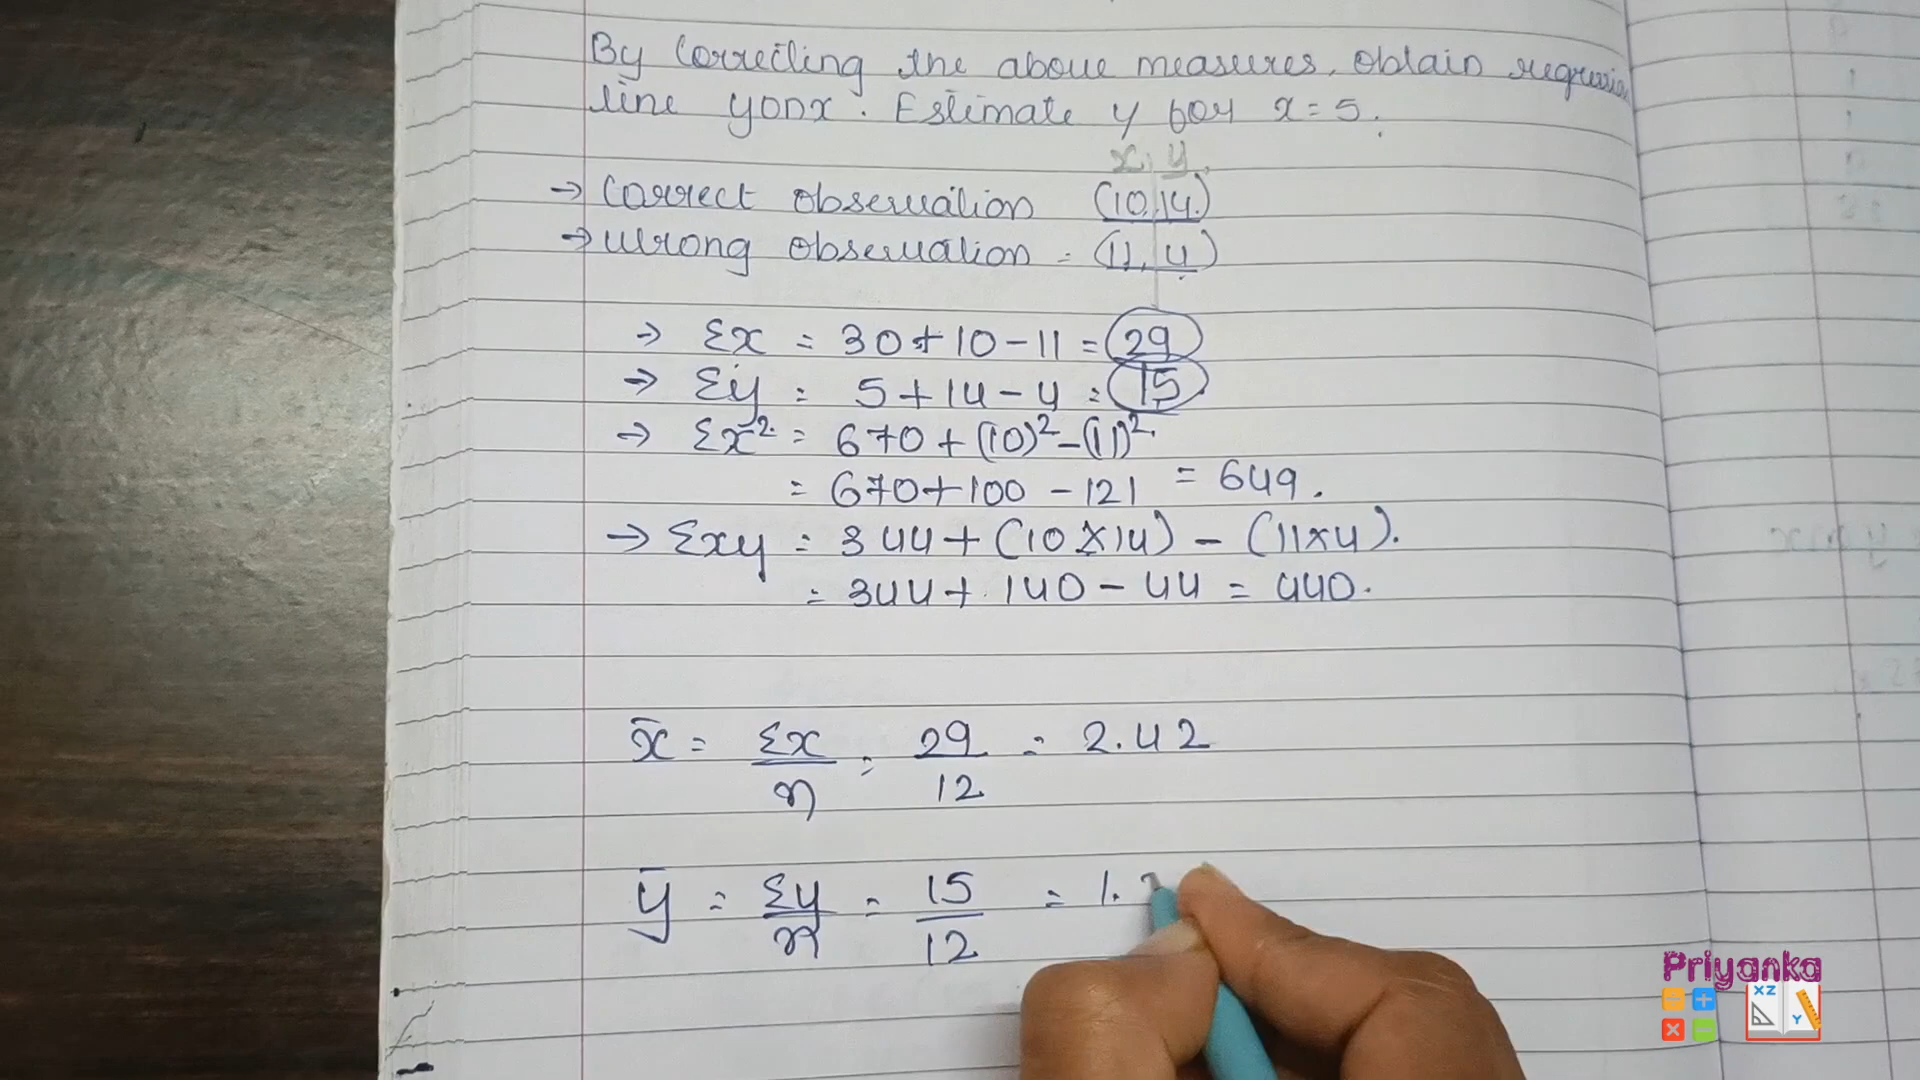 By Correcting the above measures, obtain regression
line y on x. Estimate y for x = 5.
x, y
→ Correct observation (10,14.)
→ Wrong observation = (11, 4)
→ Σx = 30 + 10 - 11 = 29
→ Σy = 5 + 14 - 4 = 15
→ Σx² = 670 + (10)² - (11)²
= 670 + 100 - 121 = 649.
→ Σxy = 344 + (10 × 14) - (11 × 4).
= 344 + 140 - 44 = 440.
x̄ = Σx/n = 29/12 = 2.42
ȳ = Σy/n = 15/12 = 1.
Priyanka
XZ
Y